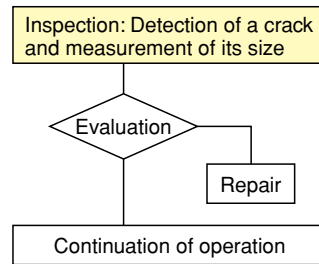 Inspection: Detection of a crack
and measurement of its size
Evaluation
Repair
Continuation of operation